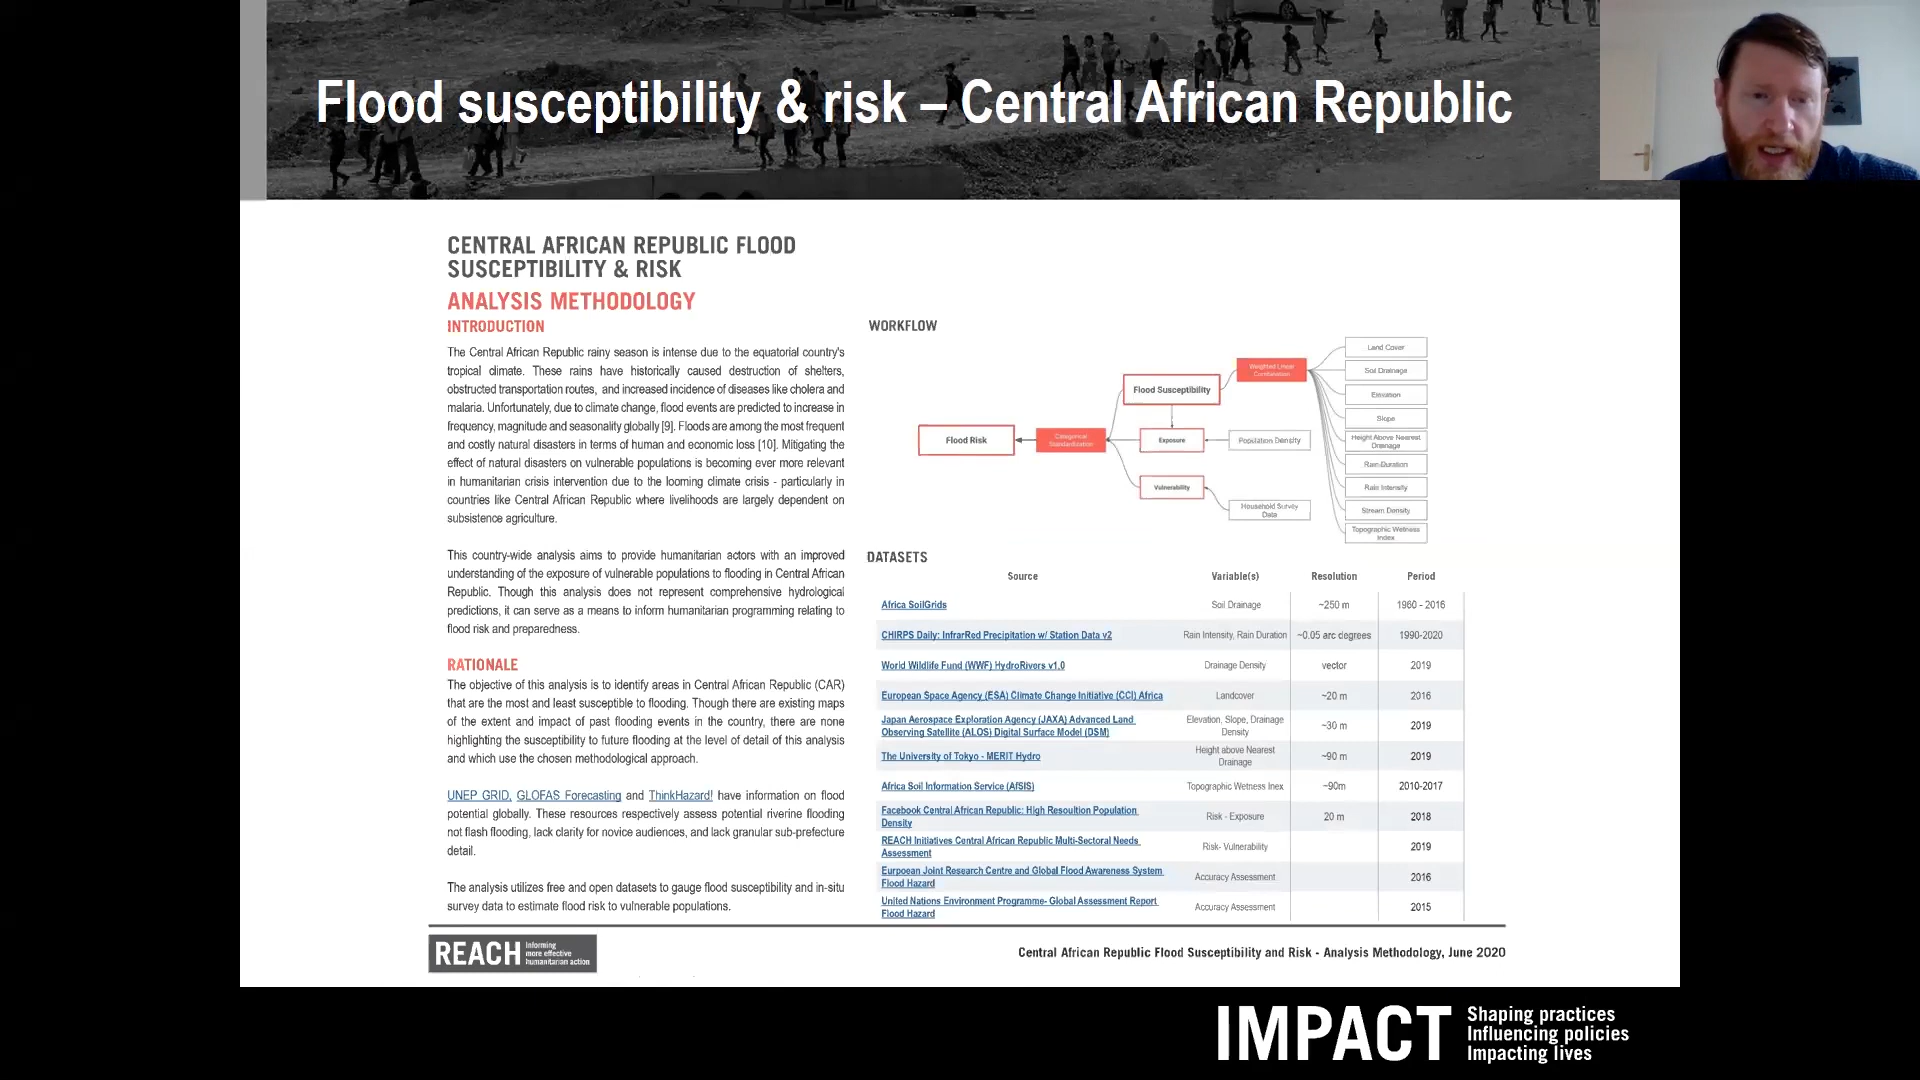 Flood susceptibility & risk – Central African Republic
CENTRAL AFRICAN REPUBLIC FLOOD
SUSCEPTIBILITY & RISK
ANALYSIS METHODOLOGY
INTRODUCTION
The Central African Republic rainy season is intense due to the equatorial country's
tropical climate. These rains have historically caused destruction of shelters,
obstructed transportation routes, and increased incidence of diseases like cholera and
malaria. Unfortunately, due to climate change, flood events are predicted to increase in
frequency, magnitude and seasonality globally [9]. Floods are among the most frequent
and costly natural disasters in terms of human and economic loss [10]. Mitigating the
effect of natural disasters on vulnerable populations is becoming ever more relevant
in humanitarian crisis intervention due to the looming climate crisis - particularly in
countries like Central African Republic where livelihoods are largely dependent on
subsistence agriculture.
This country-wide analysis aims to provide humanitarian actors with an improved
understanding of the exposure of vulnerable populations to flooding in Central African
Republic. Though this analysis does not represent comprehensive hydrological
predictions, it can serve as a means to inform humanitarian programming relating to
flood risk and preparedness.
RATIONALE
The objective of this analysis is to identify areas in Central African Republic (CAR)
that are the most and least susceptible to flooding. Though there are existing maps
of the extent and impact of past flooding events in the country, there are none
highlighting the susceptibility to future flooding at the level of detail of this analysis
and which use the chosen methodological approach.
UNEP GRID, GLOFAS Forecasting and ThinkHazard! have information on flood
potential globally. These resources respectively assess potential riverine flooding
not flash flooding, lack clarity for novice audiences, and lack granular sub-prefecture
detail.
The analysis utilizes free and open datasets to gauge flood susceptibility and in-situ
survey data to estimate flood risk to vulnerable populations.
WORKFLOW
Flood Risk
Categorical
Standardization
Flood Susceptibility
Exposure
Vulnerability
Weighted Linear
Combination
Population Density
Household Survey
Data
Land Cover
Soil Drainage
Elevation
Slope
Height Above Nearest
Drainage
Rain Duration
Rain Intensity
Stream Density
Topographic Wetness
Index
DATASETS
Source Variable(s) Resolution Period
Africa SoilGrids Soil Drainage ~250 m 1960 - 2016
CHIRPS Daily: InfrarRed Precipitation w/ Station Data v2 Rain Intensity, Rain Duration ~0.05 arc degrees 1990-2020
World Wildlife Fund (WWF) HydroRivers v1.0 Drainage Density vector 2019
European Space Agency (ESA) Climate Change Initiative (CCI) Africa Landcover ~20 m 2016
Japan Aerospace Exploration Agency (JAXA) Advanced Land
Observing Satellite (ALOS) Digital Surface Model (DSM) Elevation, Slope, Drainage
Density ~30 m 2019
The University of Tokyo - MERIT Hydro Height above Nearest
Drainage ~90 m 2019
Africa Soil Information Service (AfSIS) Topographic Wetness Inex ~90m 2010-2017
Facebook Central African Republic: High Resoultion Population
Density Risk - Exposure 20 m 2018
REACH Initiatives Central African Republic Multi-Sectoral Needs
Assessment Risk- Vulnerability 2019
Eurpoean Joint Research Centre and Global Flood Awareness System
Flood Hazard Accuracy Assessment 2016
United Nations Environment Programme- Global Assessment Report
Flood Hazard Accuracy Assessment 2015
REACH Informing
more effective
humanitarian action
Central African Republic Flood Susceptibility and Risk - Analysis Methodology, June 2020
IMPACT Shaping practices
Influencing policies
Impacting lives